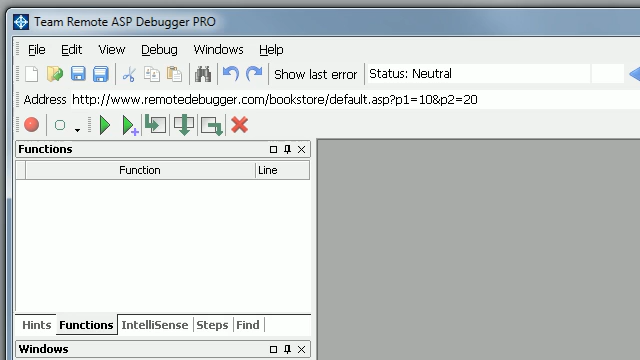 Team Remote ASP Debugger PRO
File Edit View Debug Windows Help
Show last error Status: Neutral
Address http://www.remotedebugger.com/bookstore/default.asp?p1=10&p2=20
Functions
Function Line
Hints Functions IntelliSense Steps Find
Windows